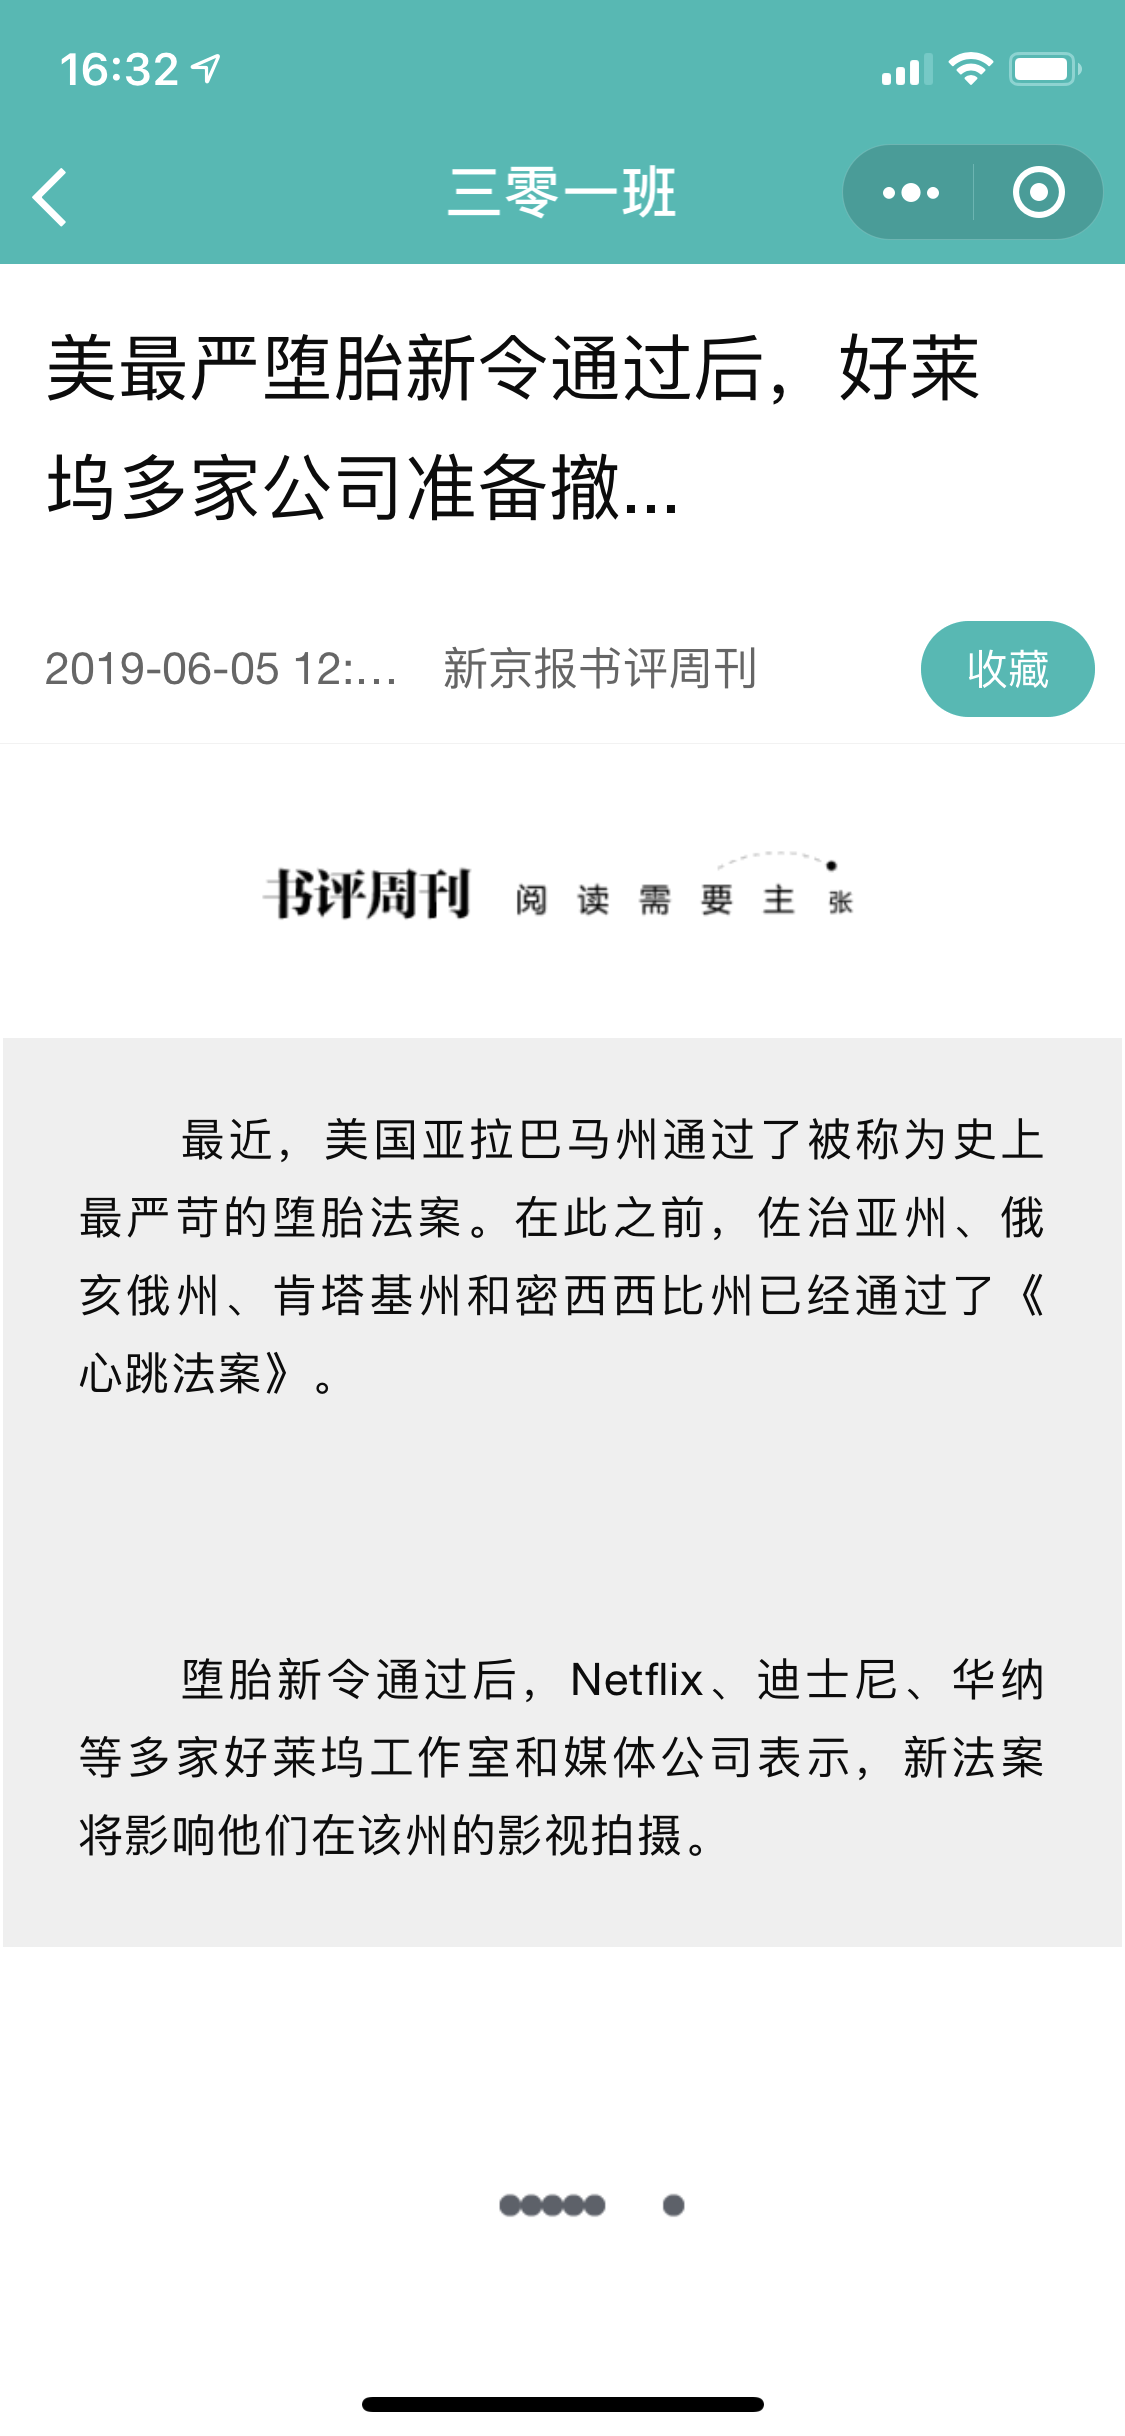 16:32
三零一班
美最严堕胎新令通过后，好莱
坞多家公司准备撤...
2019-06-05 12:... 新京报书评周刊 收藏
书评周刊 阅读需要主张
最近，美国亚拉巴马州通过了被称为史上
最严苛的堕胎法案。在此之前，佐治亚州、俄
亥俄州、肯塔基州和密西西比州已经通过了《
心跳法案》。
堕胎新令通过后，Netflix、迪士尼、华纳
等多家好莱坞工作室和媒体公司表示，新法案
将影响他们在该州的影视拍摄。